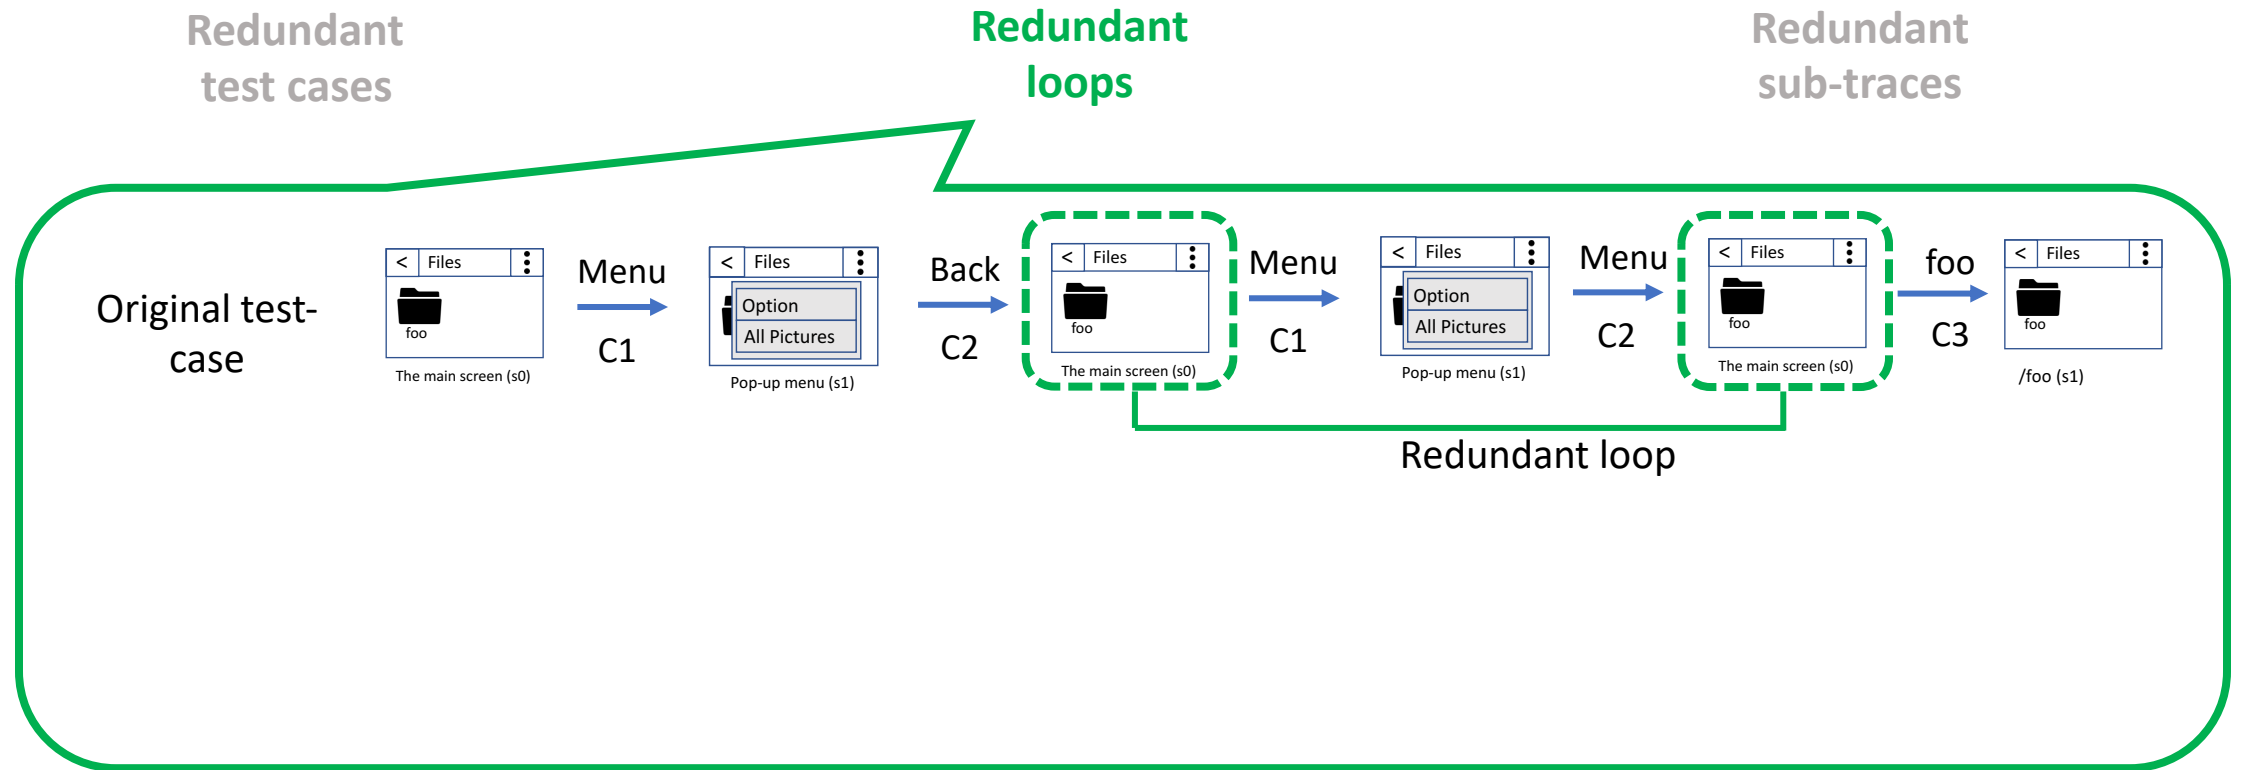 Redundant
test cases
Redundant
loops
Redundant
sub-traces
Original test-
case
< Files
foo
The main screen (s0)
Menu
C1
< Files
Option
All Pictures
Pop-up menu (s1)
Back
C2
< Files
foo
The main screen (s0)
Menu
C1
< Files
Option
All Pictures
Pop-up menu (s1)
Menu
C2
< Files
foo
The main screen (s0)
foo
C3
< Files
foo
/foo (s1)
Redundant loop